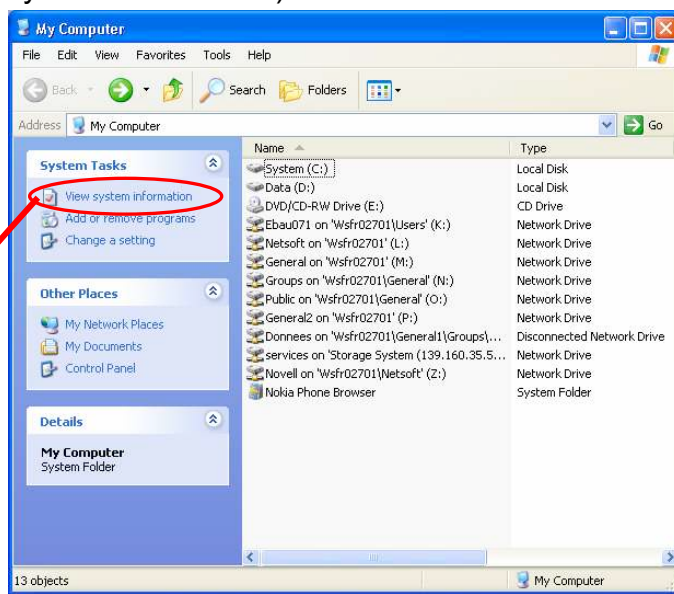 My Computer
File Edit View Favorites Tools Help
Back Search Folders
Address My Computer Go
System Tasks
View system information
Add or remove programs
Change a setting
Other Places
My Network Places
My Documents
Control Panel
Details
My Computer
System Folder
Name Type
System (C:) Local Disk
Data (D:) Local Disk
DVD/CD-RW Drive (E:) CD Drive
Ebau071 on 'Wsfr02701\Users' (K:) Network Drive
Netsoft on 'Wsfr02701' (L:) Network Drive
General on 'Wsfr02701' (M:) Network Drive
Groups on 'Wsfr02701\General' (N:) Network Drive
Public on 'Wsfr02701\General' (O:) Network Drive
General2 on 'Wsfr02701' (P:) Network Drive
Donnees on 'Wsfr02701\General1\Groups\... Disconnected Network Drive
services on 'Storage System (139.160.35.5... Network Drive
Novell on 'Wsfr02701\Netsoft' (Z:) Network Drive
Nokia Phone Browser System Folder
13 objects My Computer